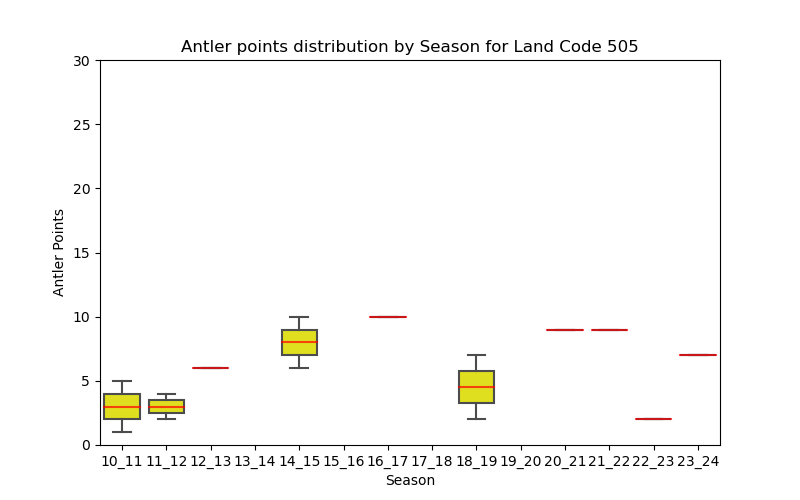 Antler points distribution by Season for Land Code 505
30
25
20
15
10
5
0
Antler Points
10_11 11_12 12_13 13_14 14_15 15_16 16_17 17_18 18_19 19_20 20_21 21_22 22_23 23_24
Season